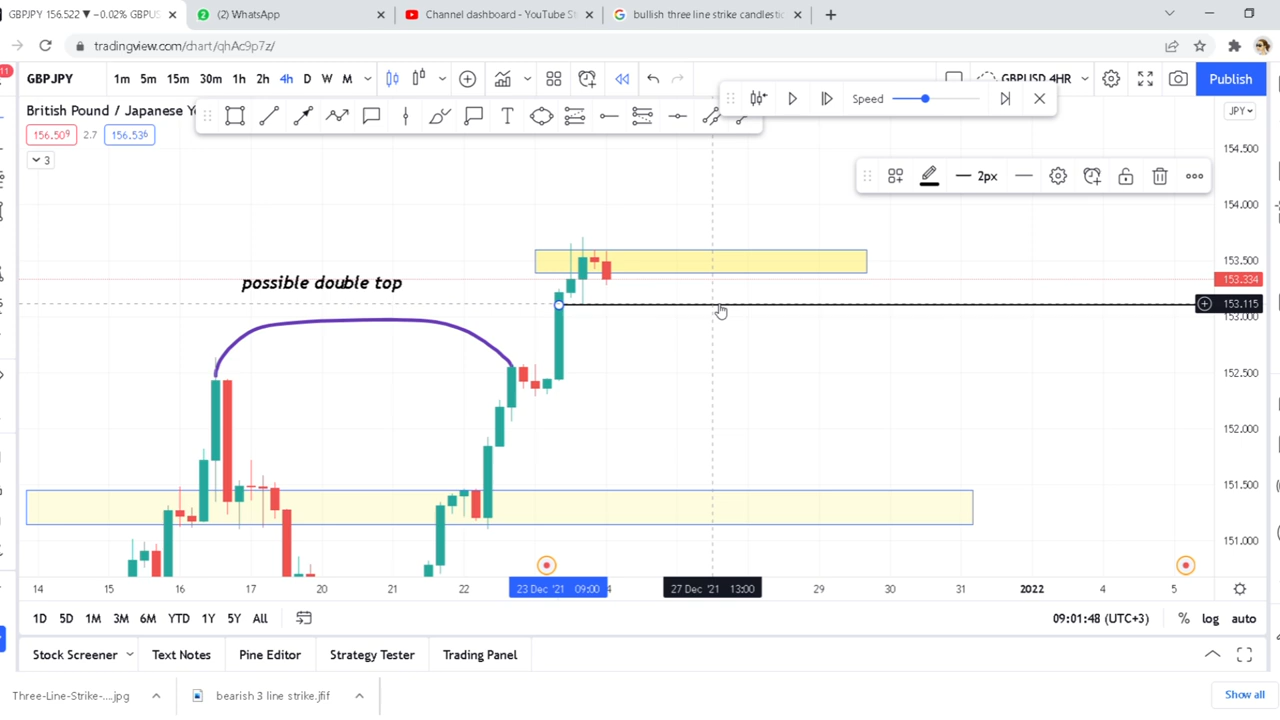 GBPJPY 156.522 ▼ −0.02% GBPUS
(2) WhatsApp
Channel dashboard - YouTube St
bullish three line strike candlestic
tradingview.com/chart/qhAc9p7z/
11
GBPJPY
1m 5m 15m 30m 1h 2h 4h D W M
GBPUSD 4HR
Publish
Speed
British Pound / Japanese Y
JPY
156.509 2.7 156.536
3
2px
154.500
154.000
153.500
153.334
153.115
153.000
152.500
152.000
151.500
151.000
possible double top
14 15 16 17 20 21 22 23 Dec '21 09:00 4 27 Dec '21 13:00 29 30 31 2022 4 5
1D 5D 1M 3M 6M YTD 1Y 5Y All
09:01:48 (UTC+3) % log auto
Stock Screener Text Notes Pine Editor Strategy Tester Trading Panel
Three-Line-Strike-....jpg
bearish 3 line strike.jfif
Show all